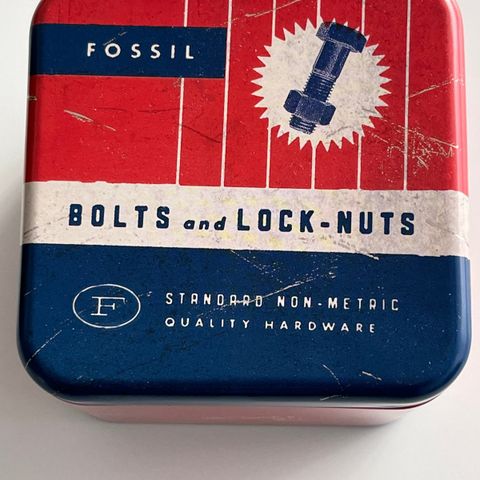 FOSSIL
BOLTS and LOCK-NUTS
F
STANDARD NON-METRIC
QUALITY HARDWARE